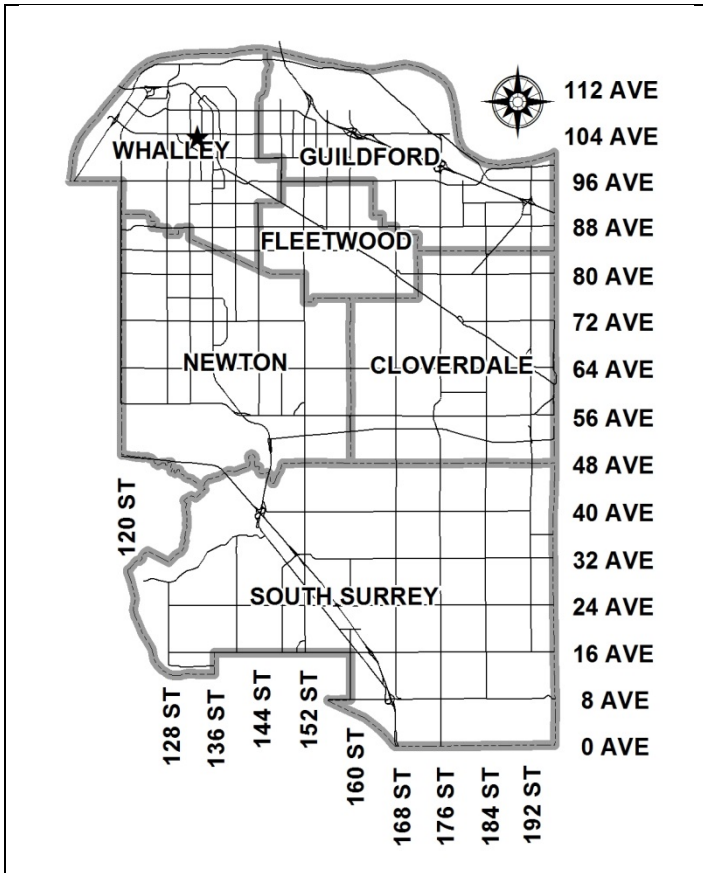 112 AVE
104 AVE
WHALLEY
GUILDFORD
96 AVE
88 AVE
FLEETWOOD
80 AVE
72 AVE
NEWTON
CLOVERDALE
64 AVE
56 AVE
48 AVE
120 ST
40 AVE
32 AVE
SOUTH SURREY
24 AVE
16 AVE
8 AVE
0 AVE
128 ST
136 ST
144 ST
152 ST
160 ST
168 ST
176 ST
184 ST
192 ST